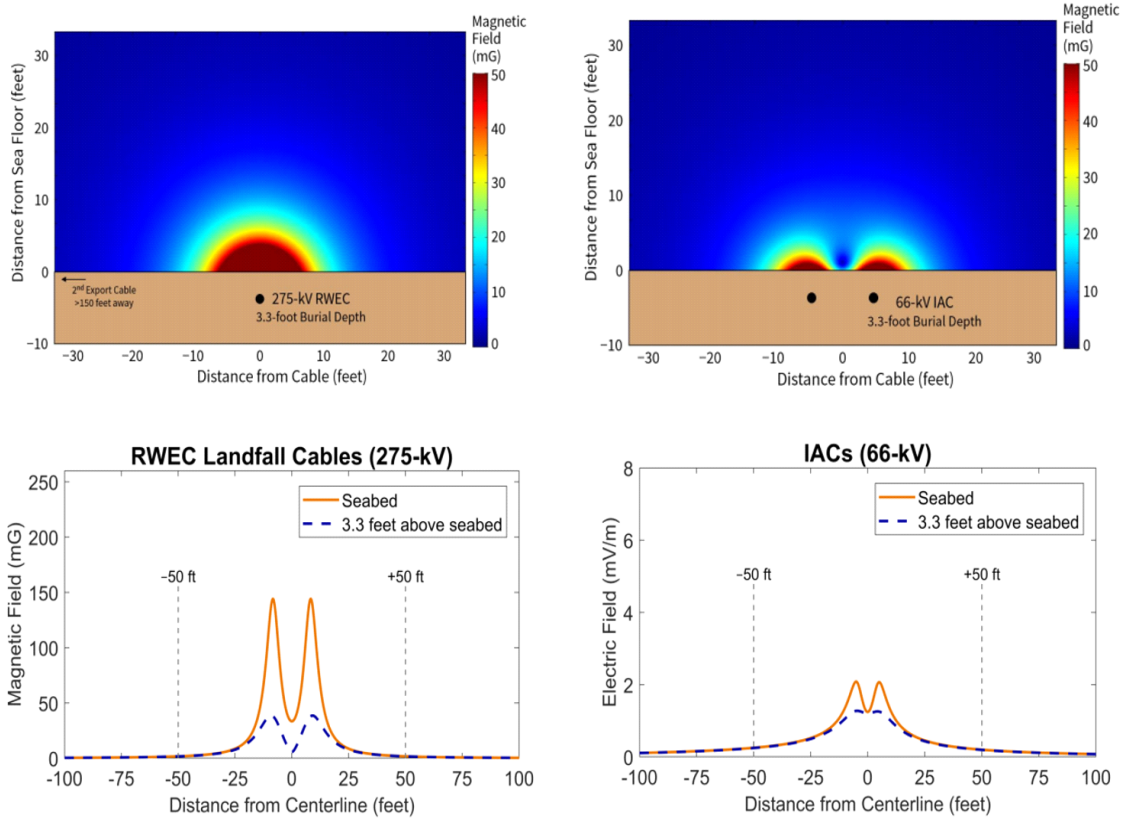 Magnetic
Field
(mG)
50
40
30
20
10
0
Distance from Sea Floor (feet)
30
20
10
0
−10
2nd Export Cable
>150 feet away
275-kV RWEC
3.3-foot Burial Depth
−30 −20 −10 0 10 20 30
Distance from Cable (feet)
Magnetic
Field
(mG)
50
40
30
20
10
0
Distance from Sea Floor (feet)
30
20
10
0
−10
66-kV IAC
3.3-foot Burial Depth
−30 −20 −10 0 10 20 30
Distance from Cable (feet)
RWEC Landfall Cables (275-kV)
Magnetic Field (mG)
250
200
150
100
50
0
Seabed
3.3 feet above seabed
−50 ft
+50 ft
-100 -75 -50 -25 0 25 50 75 100
Distance from Centerline (feet)
IACs (66-kV)
Electric Field (mV/m)
8
6
4
2
0
Seabed
3.3 feet above seabed
−50 ft
+50 ft
-100 -75 -50 -25 0 25 50 75 100
Distance from Centerline (feet)